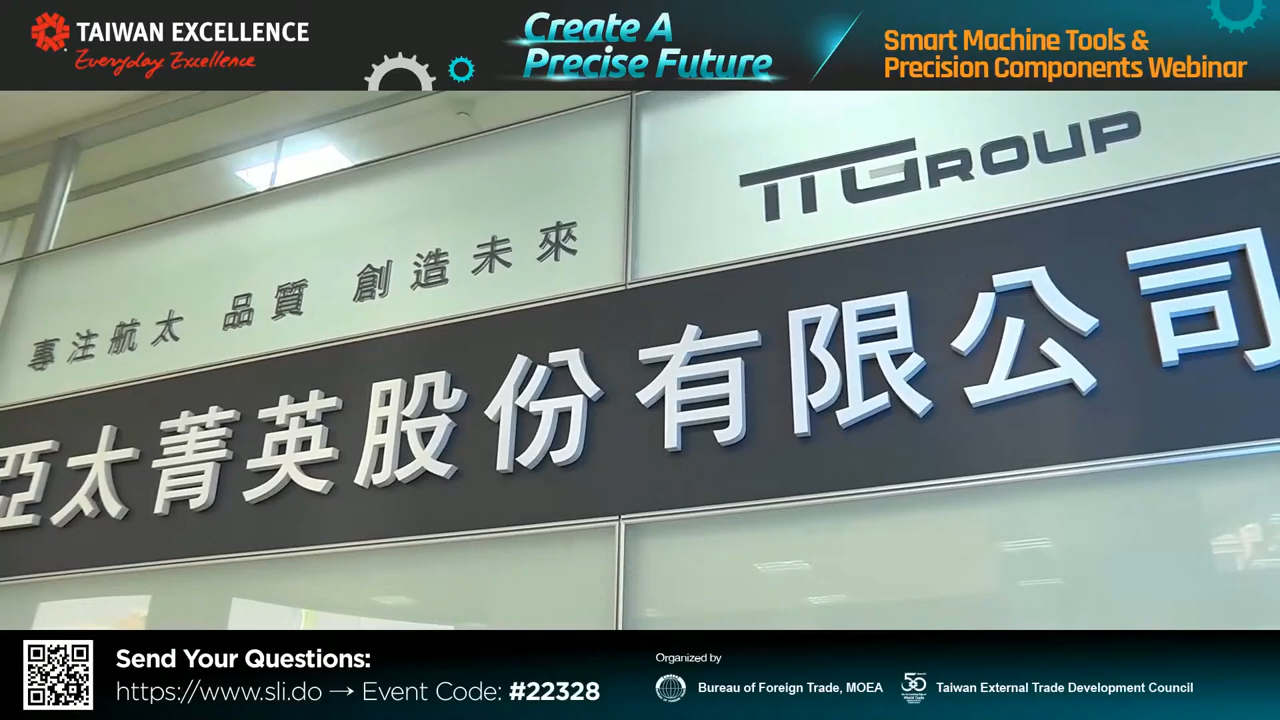 TAIWAN EXCELLENCE
Everyday Excellence
Create A
Precise Future
Smart Machine Tools &
Precision Components Webinar
TTGROUP
專注航太 品質 創造未來
亞太菁英股份有限公司
Send Your Questions:
https://www.sli.do → Event Code: #22328
Organized by
Bureau of Foreign Trade, MOEA
50
Taiwan External Trade Development Council